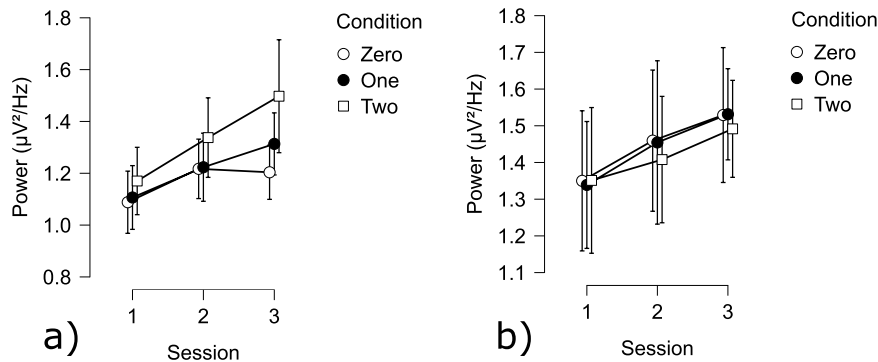 1.8
1.6
1.4
1.2
1.0
0.8
Power (µV²/Hz)
1
2
3
Session
a)
Condition
Zero
One
Two
1.8
1.7
1.6
1.5
1.4
1.3
1.2
1.1
Power (µV²/Hz)
1
2
3
Session
b)
Condition
Zero
One
Two